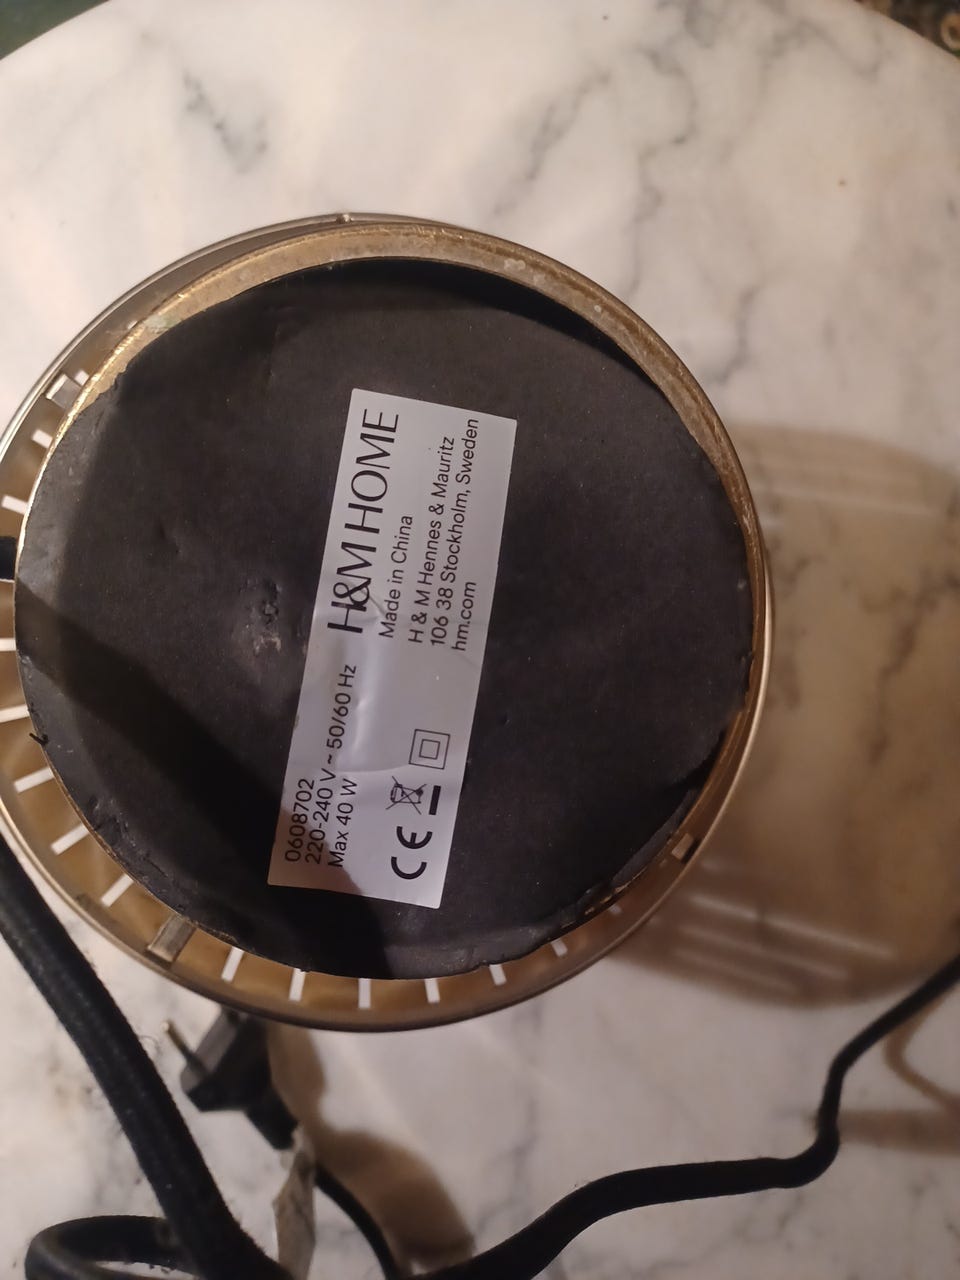 H&M HOME
Made in China
H & M Hennes & Mauritz
106 38 Stockholm, Sweden
hm.com
0608702
220-240 V ~ 50/60 Hz
Max 40 W
CE